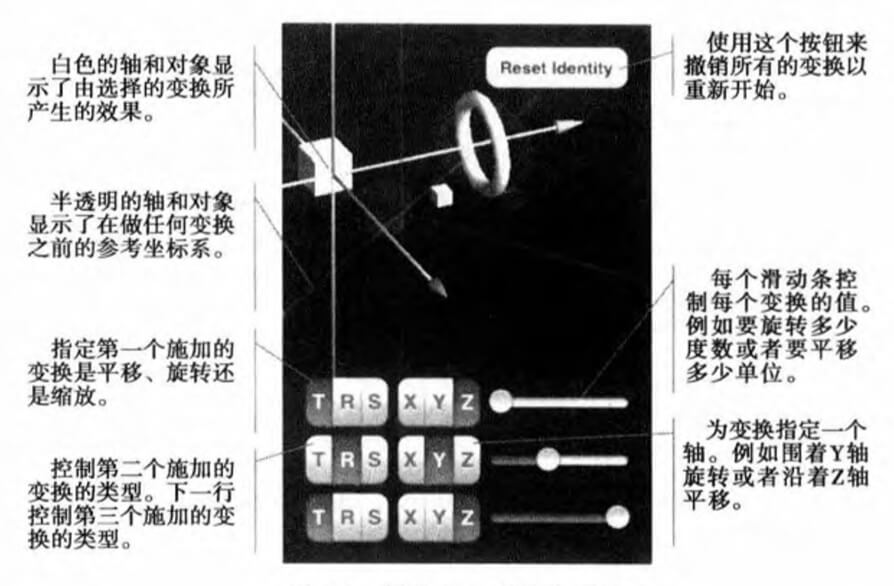 白色的轴和对象显
示了由选择的变换所
产生的效果。
半透明的轴和对象
显示了在做任何变换
之前的参考坐标系。
指定第一个施加的
变换是平移、旋转还
是缩放。
控制第二个施加的
变换的类型。下一行
控制第三个施加的变
换的类型。
Reset Identity
T R S X Y Z
T R S X Y Z
T R S X Y Z
使用这个按钮来
撤销所有的变换以
重新开始。
每个滑动条控
制每个变换的值。
例如要旋转多少
度数或者要平移
多少单位。
为变换指定一个
轴。例如围着Y轴
旋转或者沿着Z轴
平移。